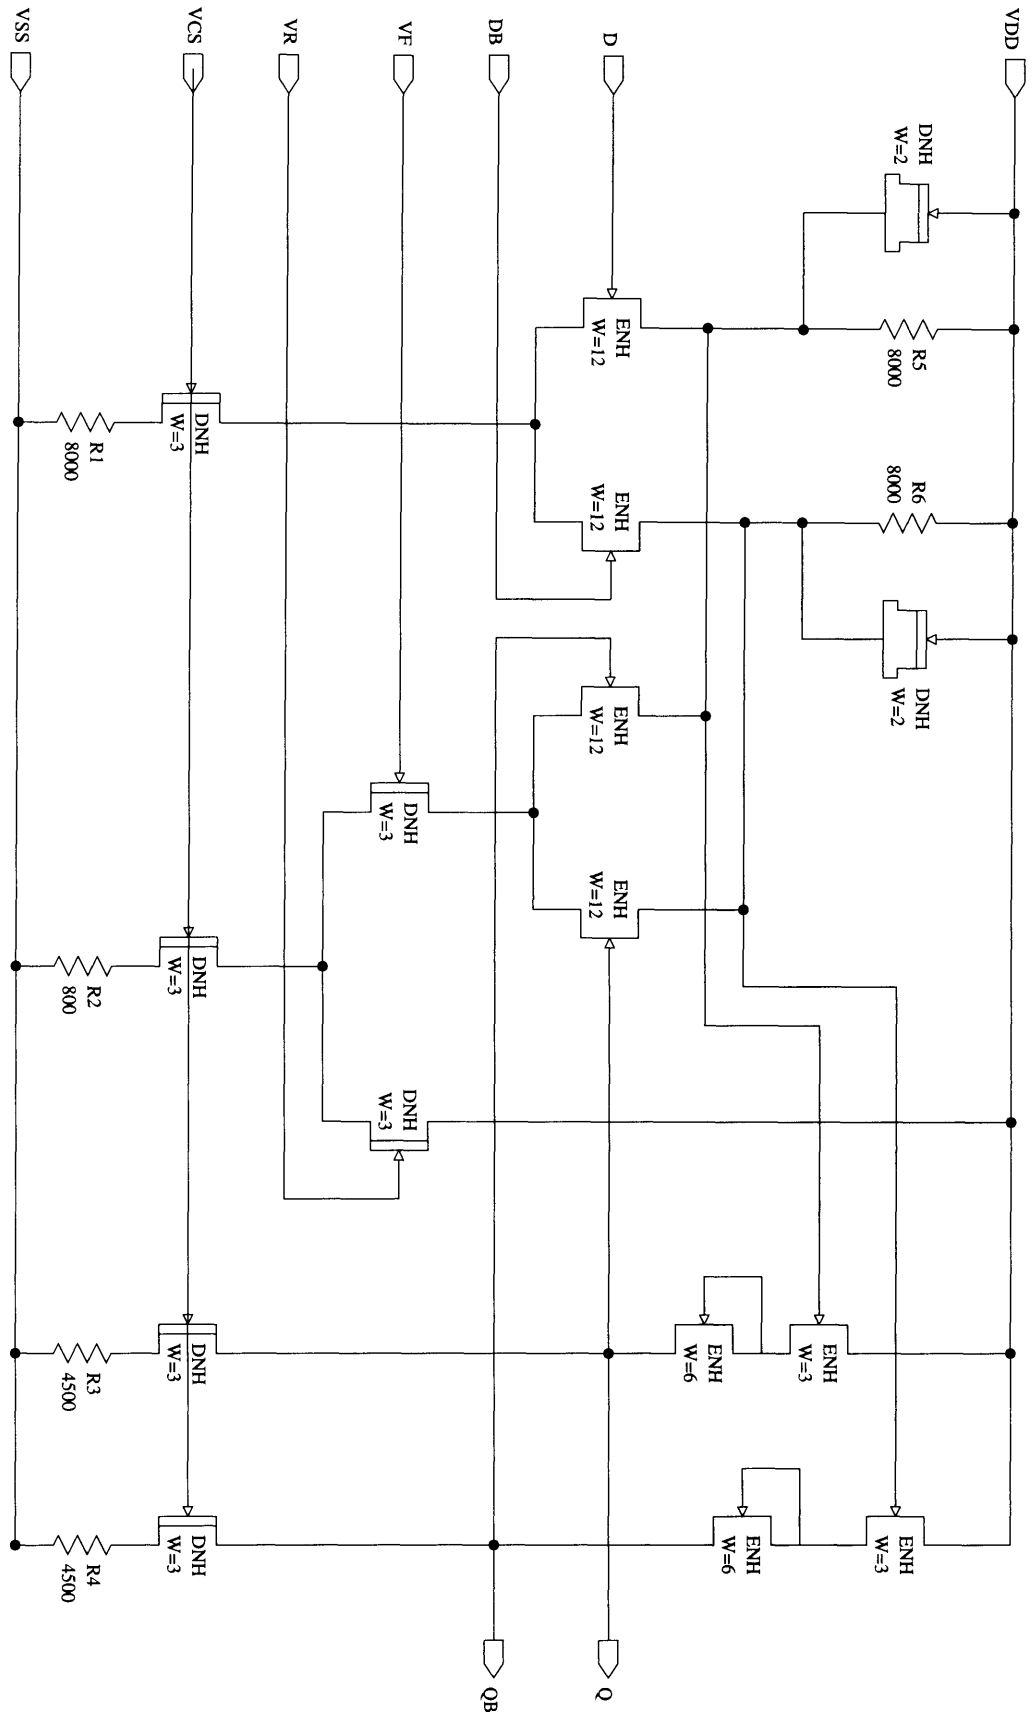 VDD
D
DB
VF
VR
VCS
VSS
DNH
W=2
R5
8000
R6
8000
DNH
W=2
ENH
W=12
ENH
W=12
ENH
W=12
ENH
W=12
DNH
W=3
DNH
W=3
DNH
W=3
R1
8000
DNH
W=3
R2
800
ENH
W=3
ENH
W=6
ENH
W=3
ENH
W=6
DNH
W=3
R3
4500
DNH
W=3
R4
4500
Q
QB